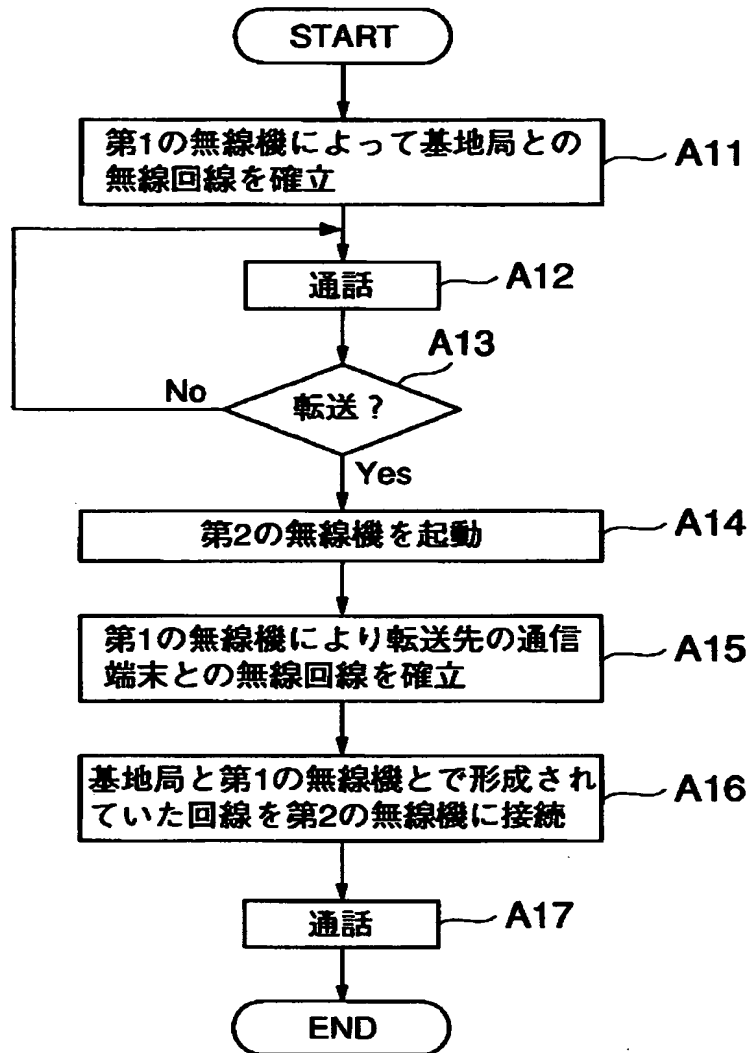 START
第1の無線機によって基地局との
無線回線を確立
A11
通話
A12
A13
転送？
No
Yes
第2の無線機を起動
A14
第1の無線機により転送先の通信
端末との無線回線を確立
A15
基地局と第1の無線機とで形成され
ていた回線を第2の無線機に接続
A16
通話
A17
END